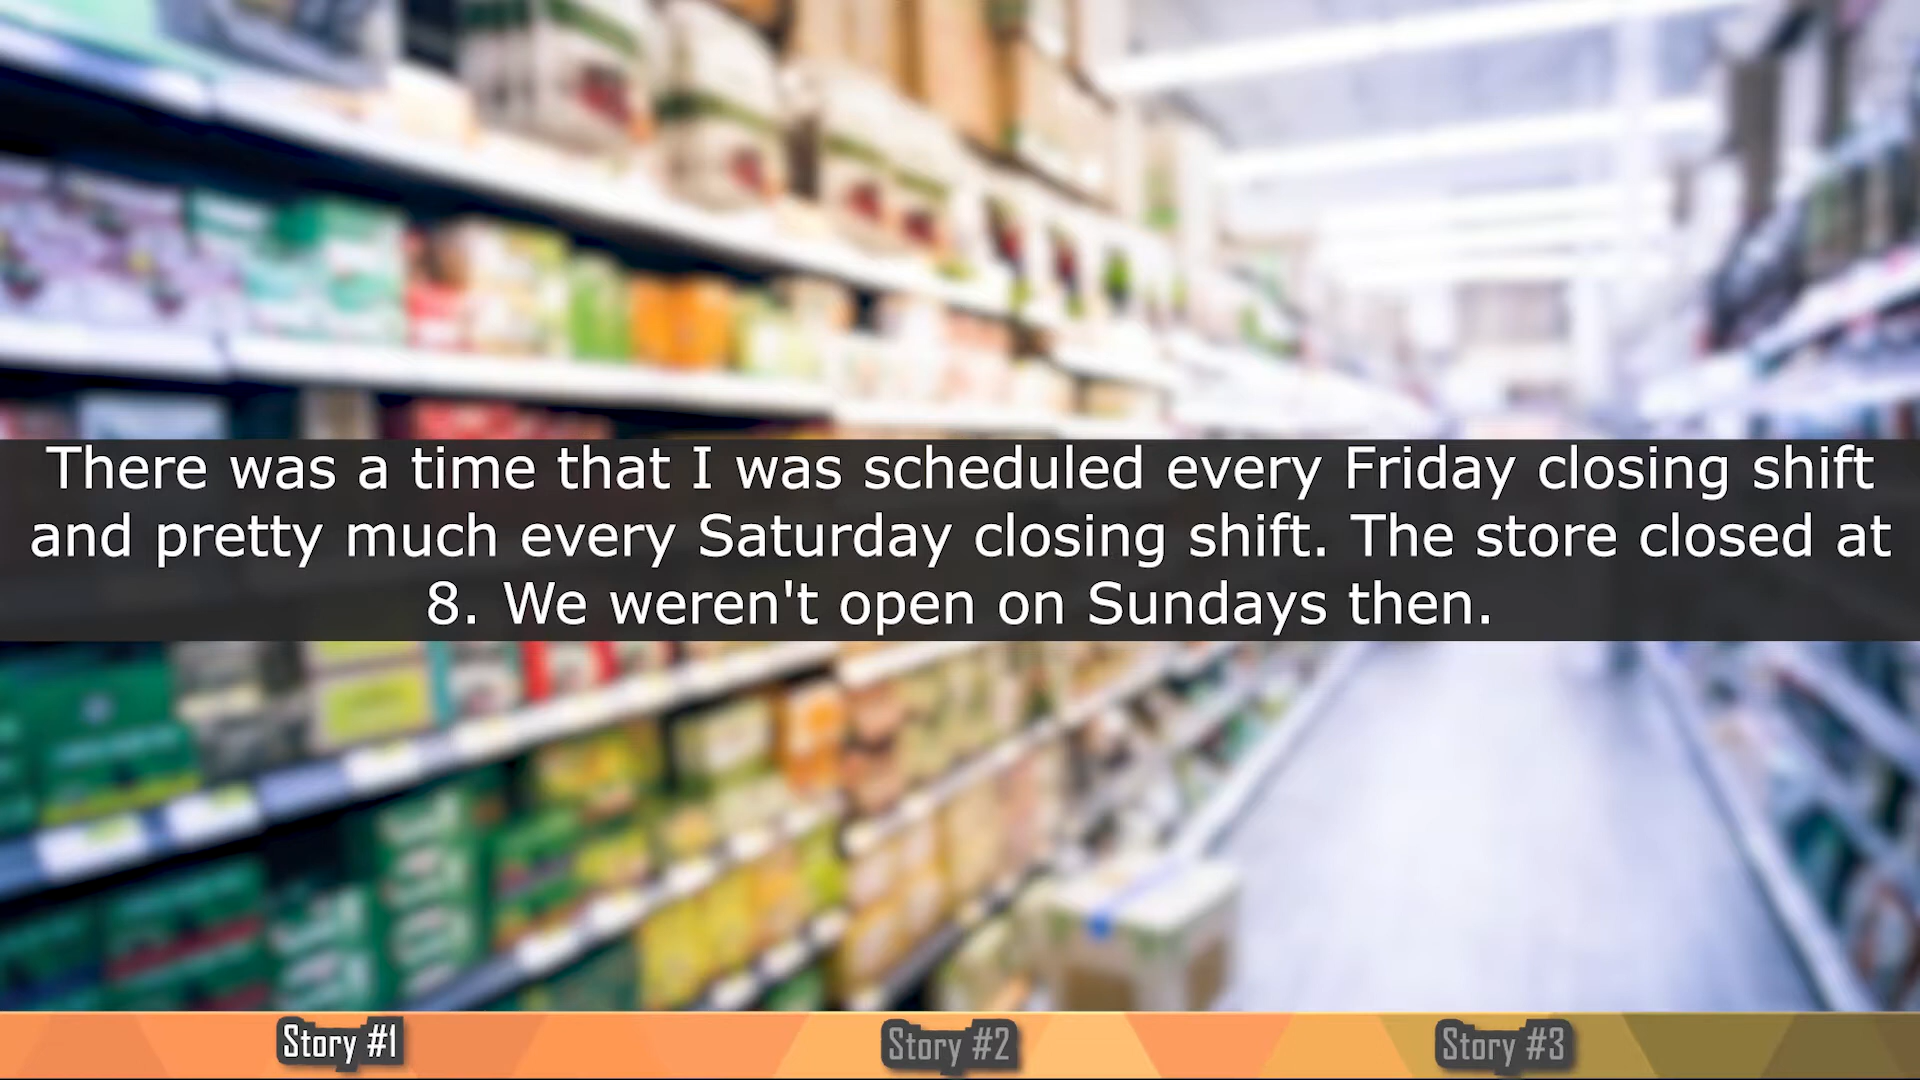 There was a time that I was scheduled every Friday closing shift
and pretty much every Saturday closing shift. The store closed at
8. We weren't open on Sundays then.
Story #1
Story #2
Story #3